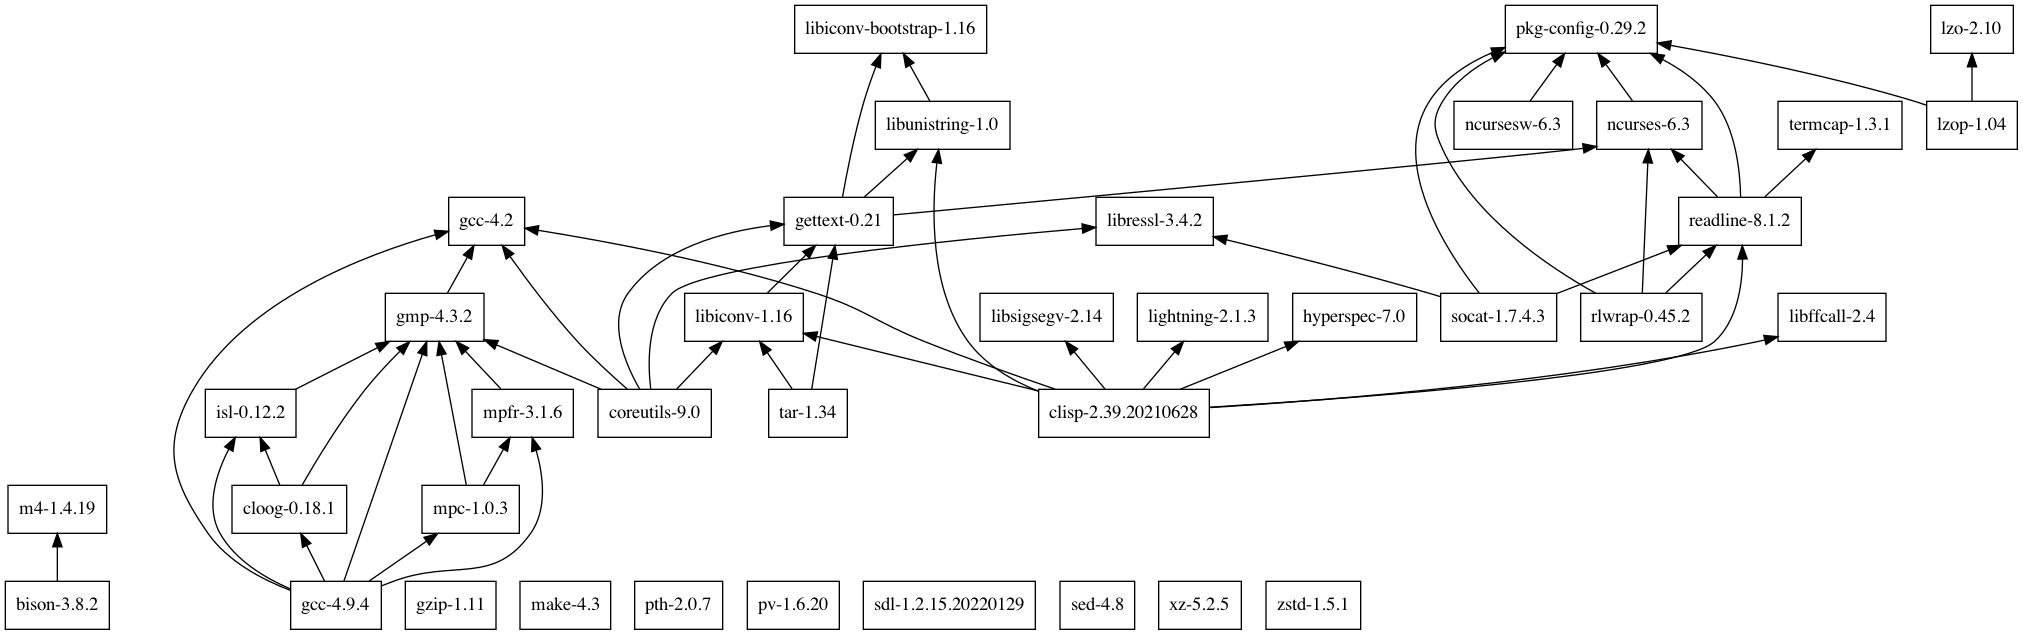 libiconv-bootstrap-1.16
pkg-config-0.29.2
lzo-2.10
libunistring-1.0
ncursesw-6.3
ncurses-6.3
termcap-1.3.1
lzop-1.04
gcc-4.2
gettext-0.21
libressl-3.4.2
readline-8.1.2
gmp-4.3.2
libiconv-1.16
libsigsegv-2.14
lightning-2.1.3
hyperspec-7.0
socat-1.7.4.3
rlwrap-0.45.2
libffcall-2.4
isl-0.12.2
mpfr-3.1.6
coreutils-9.0
tar-1.34
clisp-2.39.20210628
m4-1.4.19
cloog-0.18.1
mpc-1.0.3
bison-3.8.2
gcc-4.9.4
gzip-1.11
make-4.3
pth-2.0.7
pv-1.6.20
sdl-1.2.15.20220129
sed-4.8
xz-5.2.5
zstd-1.5.1